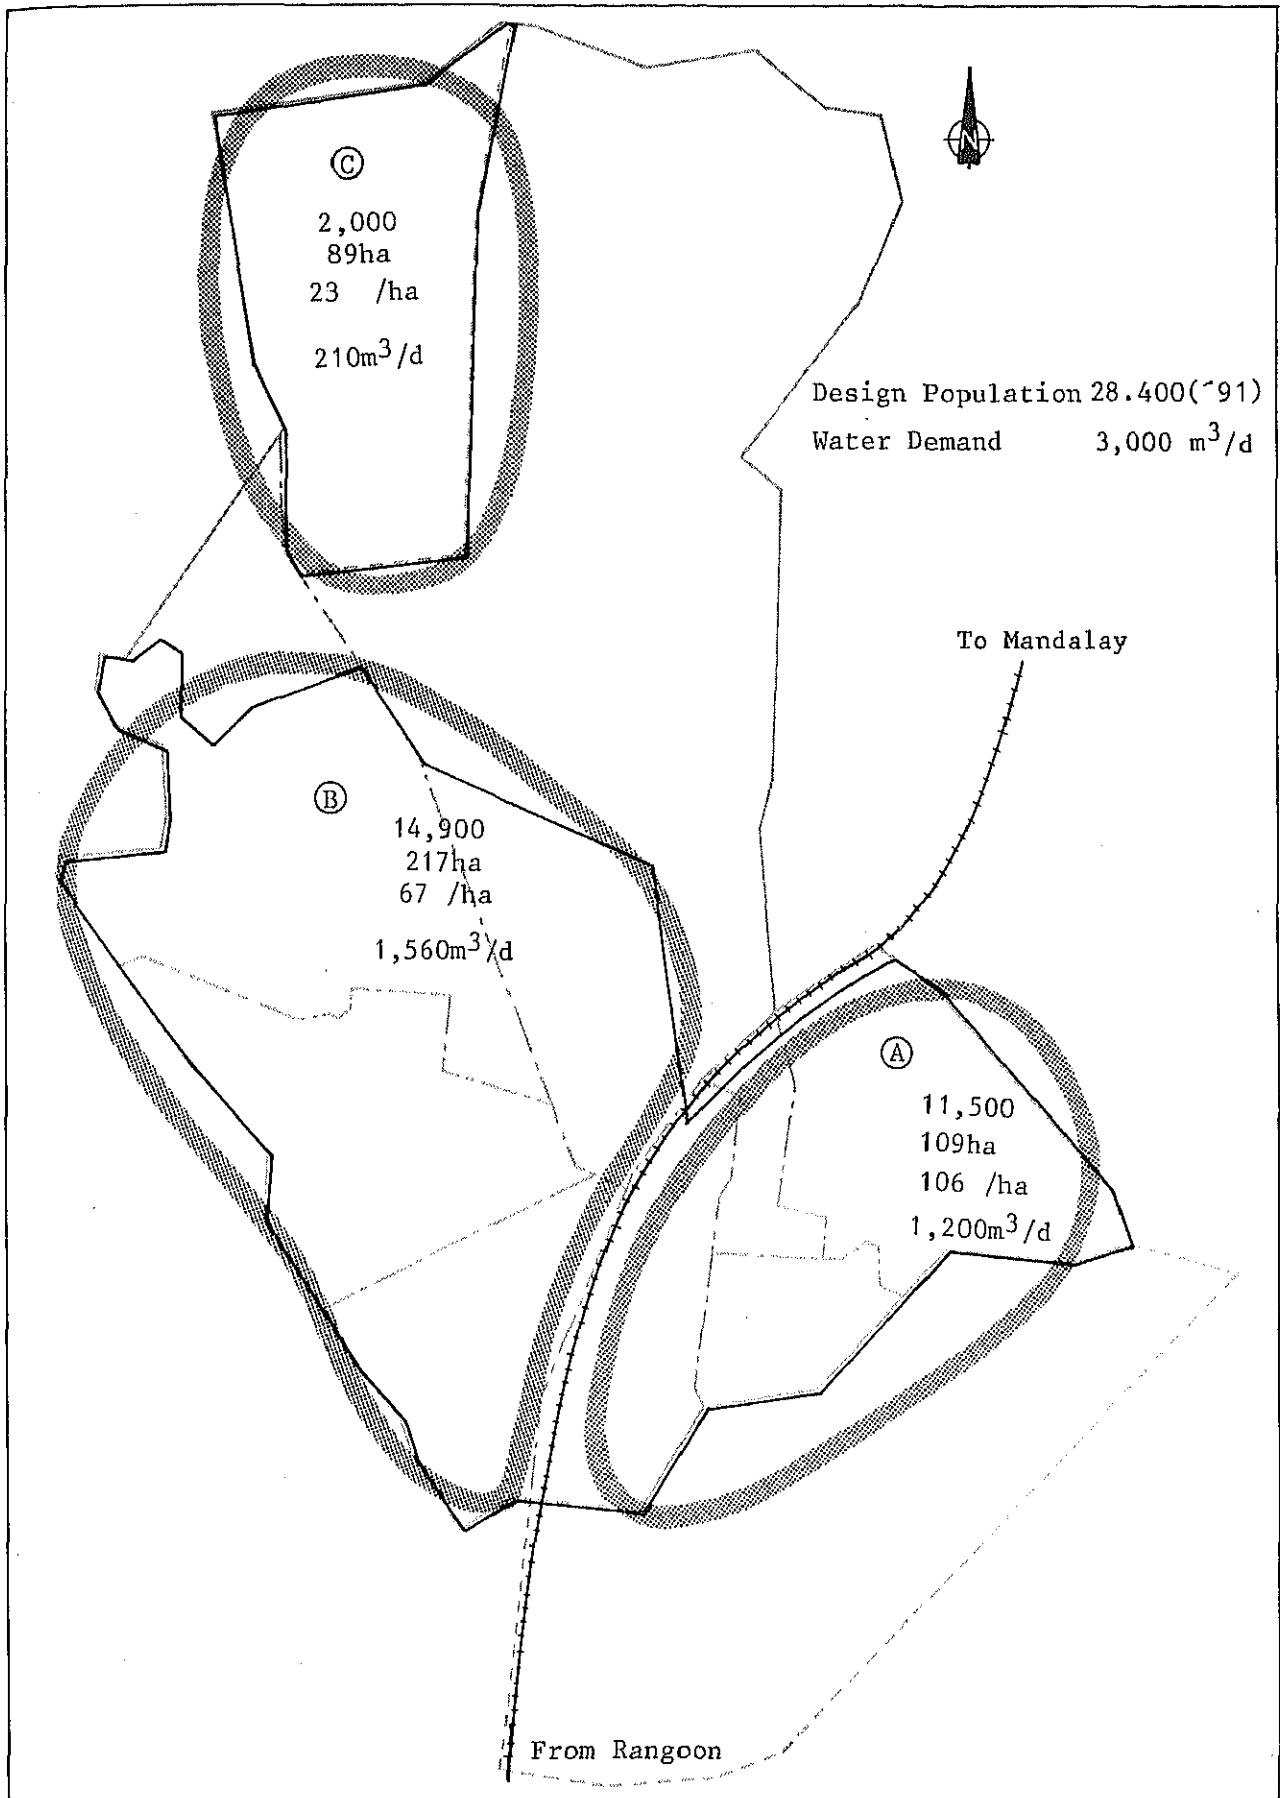 N
Ⓒ
2,000
89ha
23 /ha
210m³/d
Design Population 28.400(´91)
Water Demand 3,000 m³/d
To Mandalay
Ⓑ
14,900
217ha
67 /ha
1,560m³/d
Ⓐ
11,500
109ha
106 /ha
1,200m³/d
From Rangoon